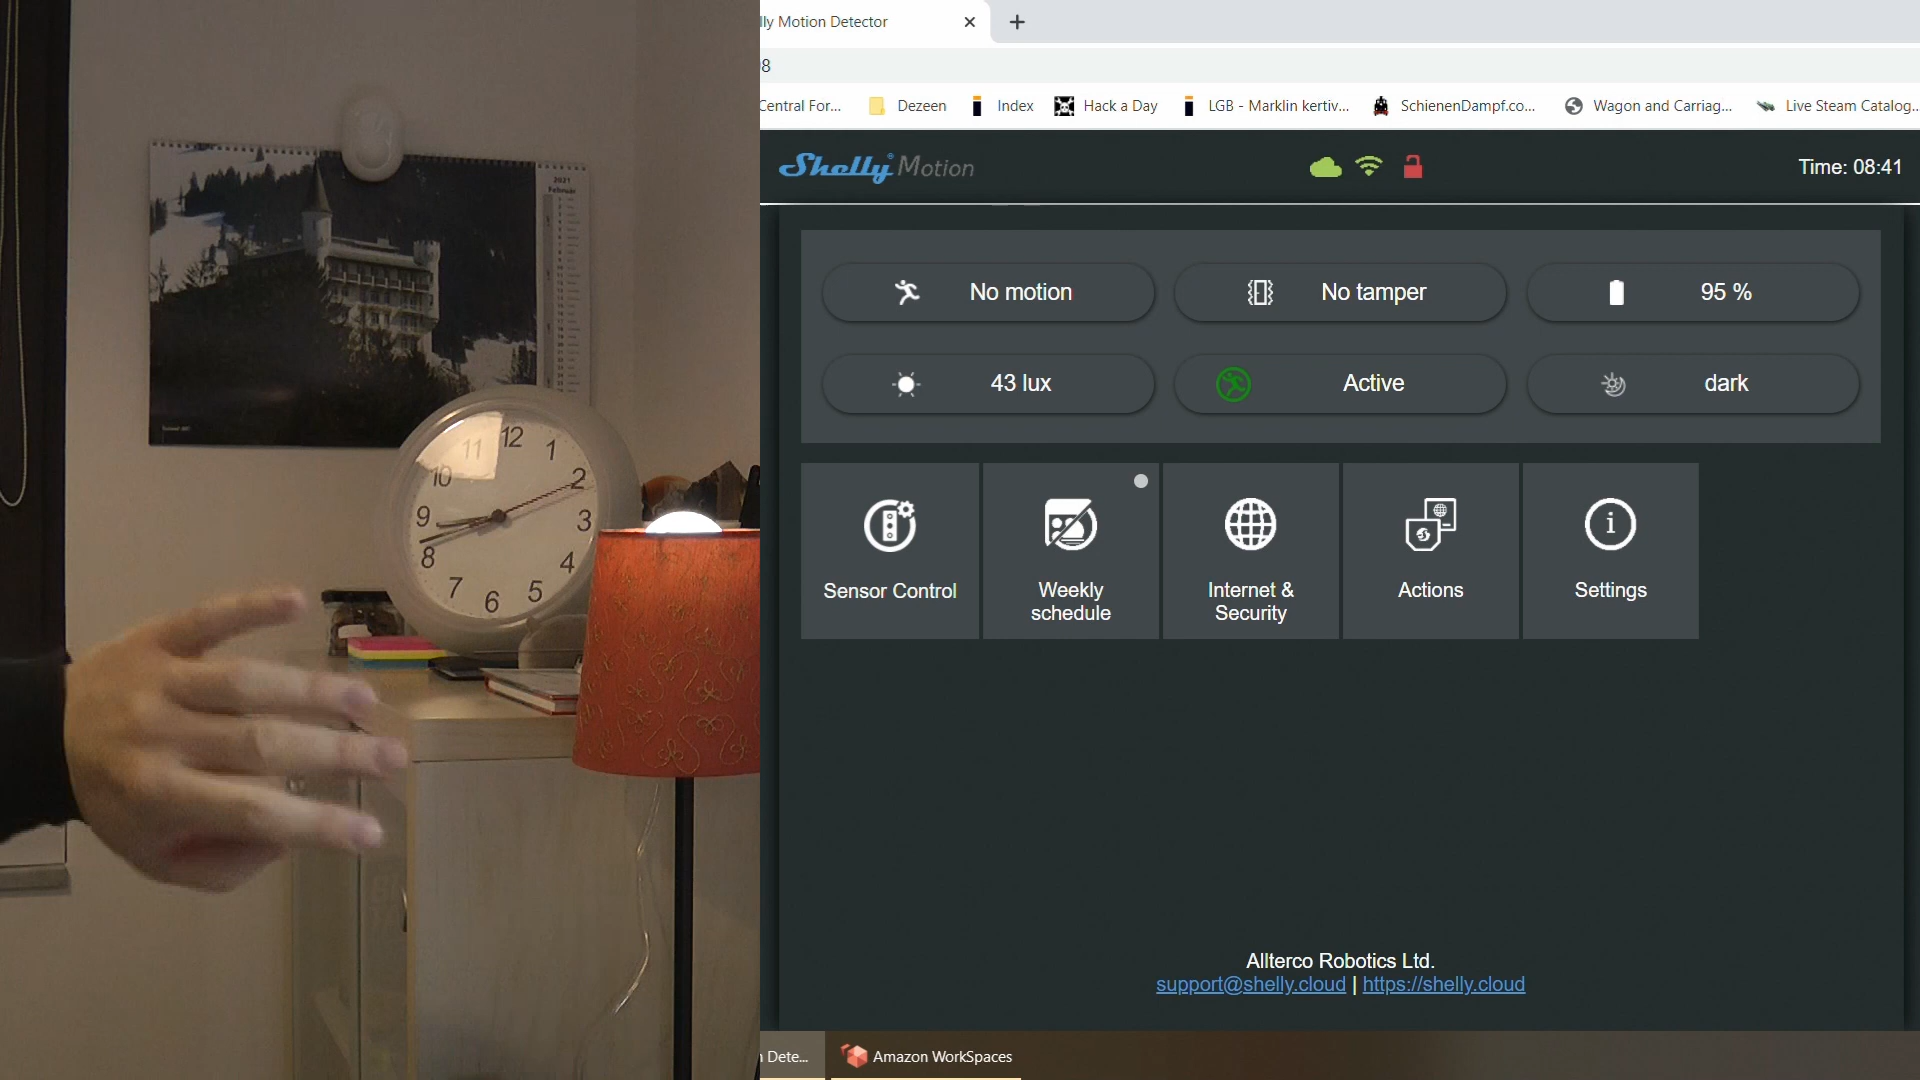 lly Motion Detector
8
Central For...
Dezeen
Index
Hack a Day
LGB - Marklin kertiv...
SchienenDampf.co...
Wagon and Carriag...
Live Steam Catalog...
Shelly® Motion
Time: 08:41
No motion
No tamper
95 %
43 lux
Active
dark
Sensor Control
Weekly
schedule
Internet &
Security
Actions
Settings
i
Allterco Robotics Ltd.
support@shelly.cloud | https://shelly.cloud
n Dete...
Amazon WorkSpaces
2021
Február
12
1
2
3
4
5
6
7
8
9
10
11